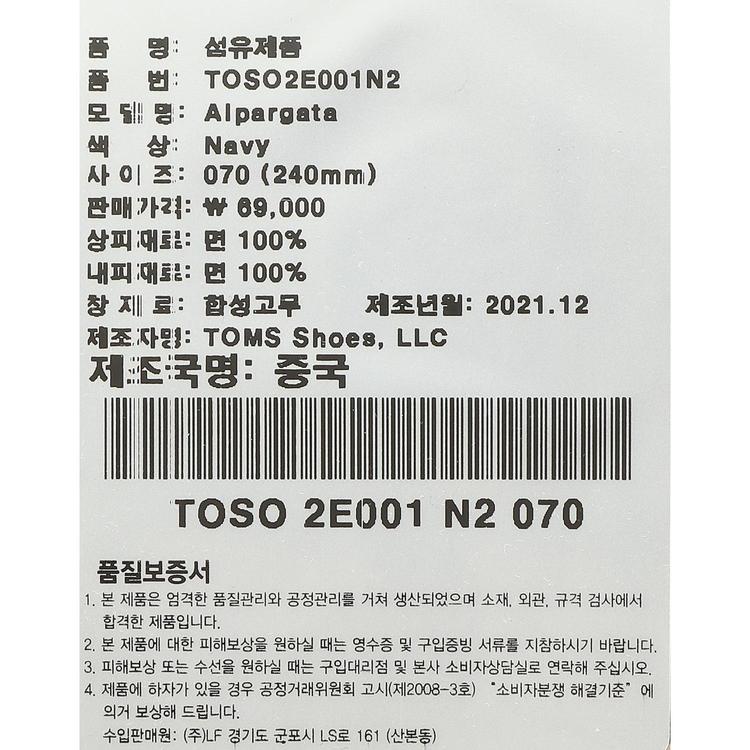 품 명: 섬유제품
품 번: TOSO2E001N2
모 델 명: Alpargata
색 상: Navy
사 이 즈: 070 (240mm)
판매가격: ₩ 69,000
상피재료: 면 100%
내피재료: 면 100%
창 재 료: 합성고무 제조년월: 2021.12
제조자명: TOMS Shoes, LLC
제조국명: 중국
TOSO 2E001 N2 070
품질보증서
1. 본 제품은 엄격한 품질관리와 공정관리를 거쳐 생산되었으며 소재, 외관, 규격 검사에서
합격한 제품입니다.
2. 본 제품에 대한 피해보상을 원하실 때는 영수증 및 구입증빙 서류를 지참하시기 바랍니다.
3. 피해보상 또는 수선을 원하실 때는 구입대리점 및 본사 소비자상담실로 연락해 주십시오.
4. 제품에 하자가 있을 경우 공정거래위원회 고시(제2008-3호) “소비자분쟁 해결기준” 에
의거 보상해 드립니다.
수입판매원: (주)LF 경기도 군포시 LS로 161 (산본동)